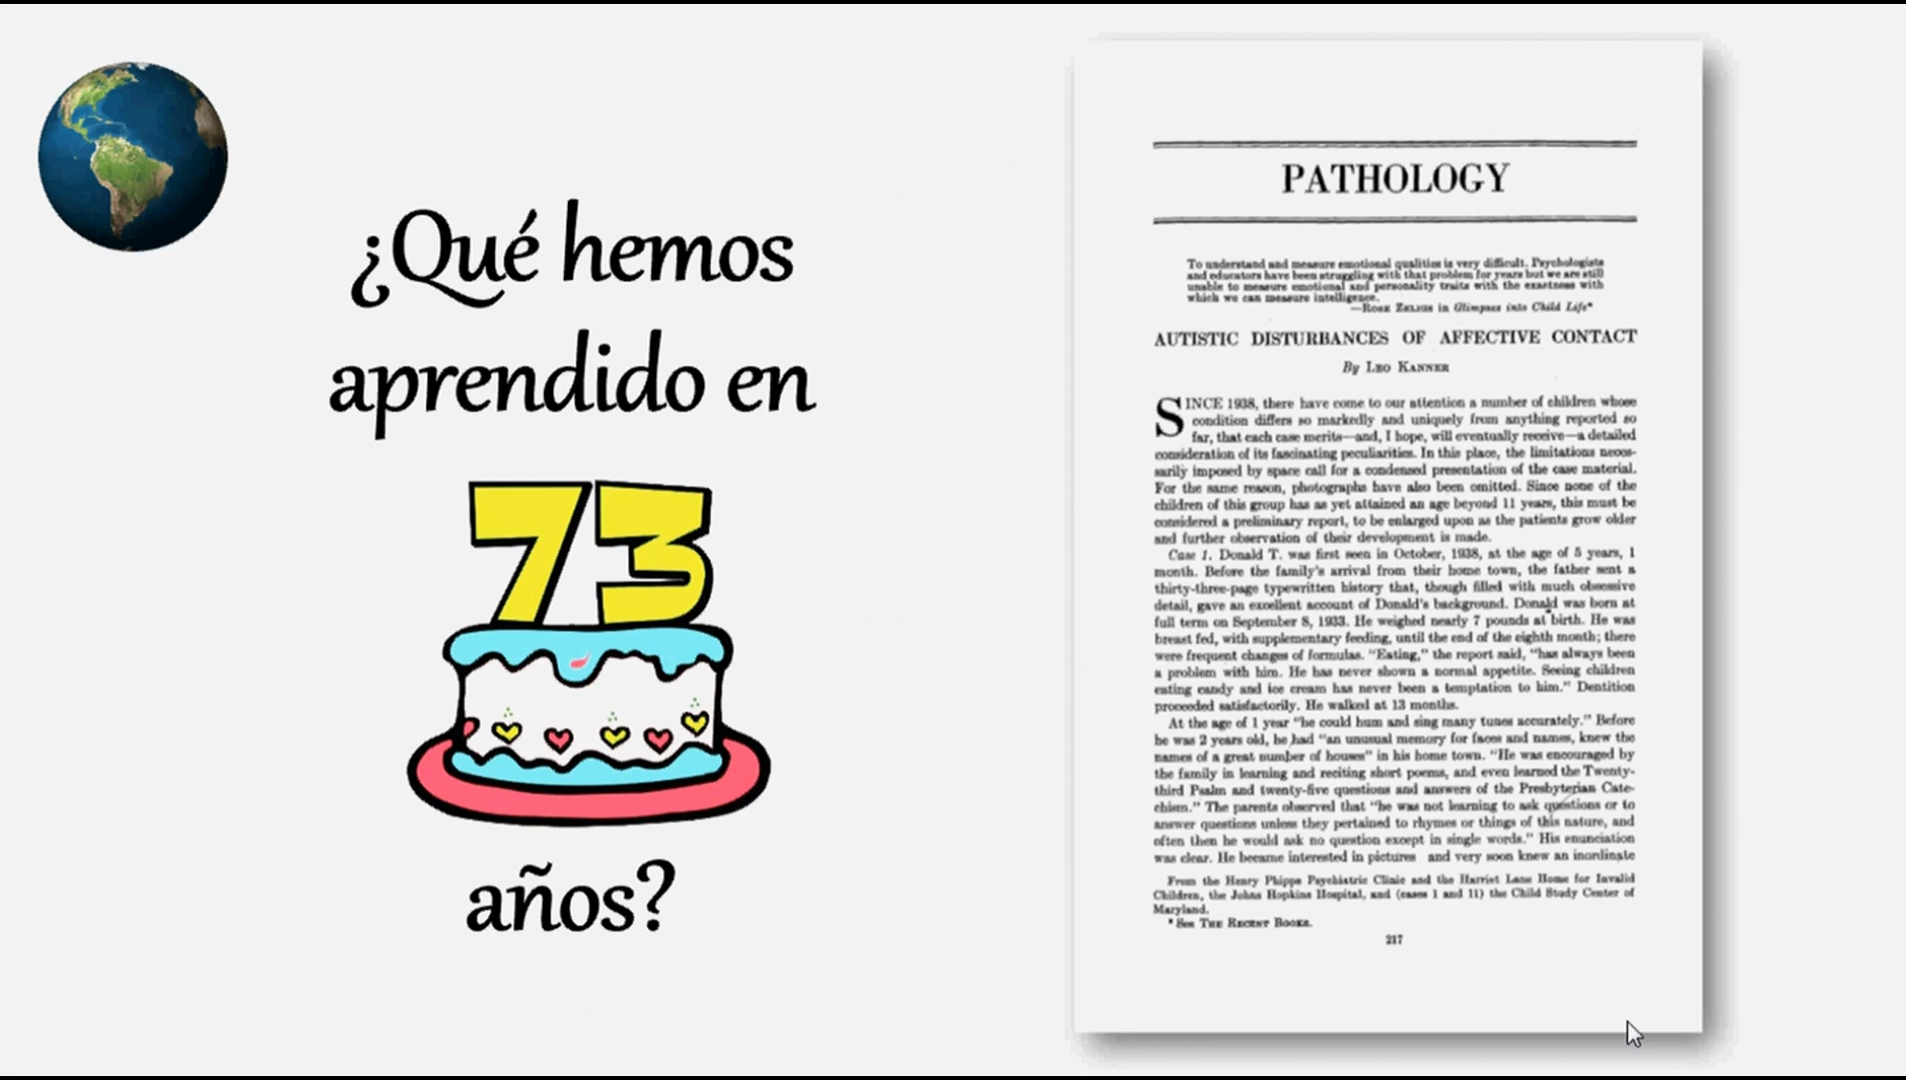 ¿Qué hemos
aprendido en
73
años?
PATHOLOGY
To understand and measure emotional qualities is very difficult. Psychologists
and educators have been struggling with that problem for years but we are still
unable to measure emotional and personality traits with the exactness with
which we can measure intelligence.
—Rose Zeligs in Glimpses into Child Life*
AUTISTIC DISTURBANCES OF AFFECTIVE CONTACT
By Leo Kanner
SINCE 1938, there have come to our attention a number of children whose
condition differs so markedly and uniquely from anything reported so
far, that each case merits—and, I hope, will eventually receive—a detailed
consideration of its fascinating peculiarities. In this place, the limitations neces-
sarily imposed by space call for a condensed presentation of the case material.
For the same reason, photographs have also been omitted. Since none of the
children of this group has as yet attained an age beyond 11 years, this must be
considered a preliminary report, to be enlarged upon as the patients grow older
and further observation of their development is made.
Case 1. Donald T. was first seen in October, 1938, at the age of 5 years, 1
month. Before the family's arrival from their home town, the father sent a
thirty-three-page typewritten history that, though filled with much obsessive
detail, gave an excellent account of Donald's background. Donald was born at
full term on September 8, 1933. He weighed nearly 7 pounds at birth. He was
breast fed, with supplementary feeding, until the end of the eighth month; there
were frequent changes of formulas. "Eating," the report said, "has always been
a problem with him. He has never shown a normal appetite. Seeing children
eating candy and ice cream has never been a temptation to him." Dentition
proceeded satisfactorily. He walked at 13 months.
At the age of 1 year "he could hum and sing many tunes accurately." Before
he was 2 years old, he had "an unusual memory for faces and names, knew the
names of a great number of houses" in his home town. "He was encouraged by
the family in learning and reciting short poems, and even learned the Twenty-
third Psalm and twenty-five questions and answers of the Presbyterian Cate-
chism." The parents observed that "he was not learning to ask questions or to
answer questions unless they pertained to rhymes or things of this nature, and
often then he would ask no question except in single words." His enunciation
was clear. He became interested in pictures and very soon knew an inordinate
From the Henry Phipps Psychiatric Clinic and the Harriet Lane Home for Invalid
Children, the Johns Hopkins Hospital, and (cases 1 and 11) the Child Study Center of
Maryland.
* See The Recent Books.
217